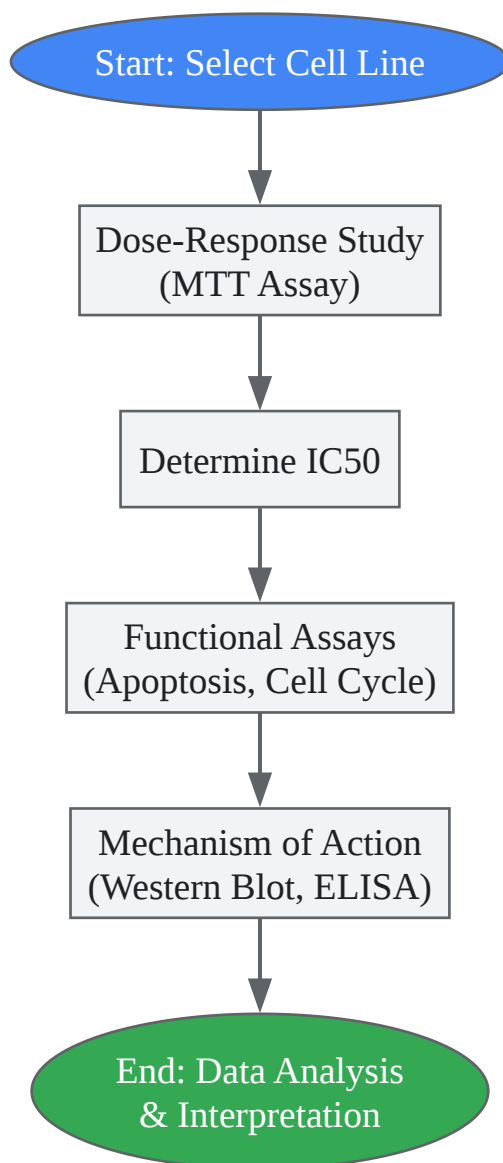 Start: Select Cell Line
Dose-Response Study
(MTT Assay)
Determine IC50
Functional Assays
(Apoptosis, Cell Cycle)
Mechanism of Action
(Western Blot, ELISA)
End: Data Analysis
& Interpretation